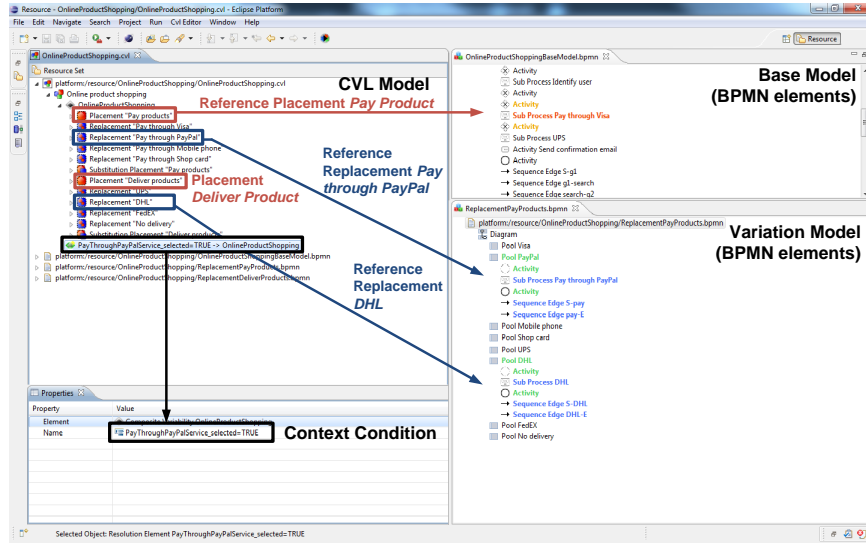 Resource - OnlineProductShopping/OnlineProductShopping.cvl - Eclipse Platform
File Edit Navigate Search Project Run Cvl Editor Window Help
Resource
OnlineProductShopping.cvl
Resource Set
platform:/resource/OnlineProductShopping/OnlineProductShopping.cvl
Online product shopping
OnlineProductShopping
Placement "Pay products"
Replacement "Pay through Visa"
Replacement "Pay through PayPal"
Replacement "Pay through Mobile phone"
Replacement "Pay through Shop card"
Substitution Placement "Pay products"
Placement "Deliver products"
Replacement "UPS"
Replacement "DHL"
Replacement "FedEX"
Replacement "No delivery"
Substitution Placement "Deliver products"
PayThroughPayPalService_selected=TRUE -> OnlineProductShopping
platform:/resource/OnlineProductShopping/OnlineProductShoppingBaseModel.bpmn
platform:/resource/OnlineProductShopping/ReplacementPayProducts.bpmn
platform:/resource/OnlineProductShopping/ReplacementDeliverProducts.bpmn
CVL Model
Reference Placement Pay Product
Reference
Replacement Pay
through PayPal
Placement
Deliver Product
Reference
Replacement
DHL
OnlineProductShoppingBaseModel.bpmn
Activity
Sub Process Identify user
Activity
Activity
Sub Process Pay through Visa
Activity
Sub Process UPS
Activity Send confirmation email
Activity
Sequence Edge S-g1
Sequence Edge g1-search
Sequence Edge search-g2
Base Model
(BPMN elements)
ReplacementPayProducts.bpmn
platform:/resource/OnlineProductShopping/ReplacementPayProducts.bpmn
Diagram
Pool Visa
Pool PayPal
Activity
Sub Process Pay through PayPal
Activity
Sequence Edge S-pay
Sequence Edge pay-E
Pool Mobile phone
Pool Shop card
Pool UPS
Pool DHL
Activity
Sub Process DHL
Activity
Sequence Edge S-DHL
Sequence Edge DHL-E
Pool FedEX
Pool No delivery
Variation Model
(BPMN elements)
Properties
Property Value
Element Composite Variability OnlineProductShopping
Name PayThroughPayPalService_selected=TRUE
Context Condition
Selected Object: Resolution Element PayThroughPayPalService_selected=TRUE